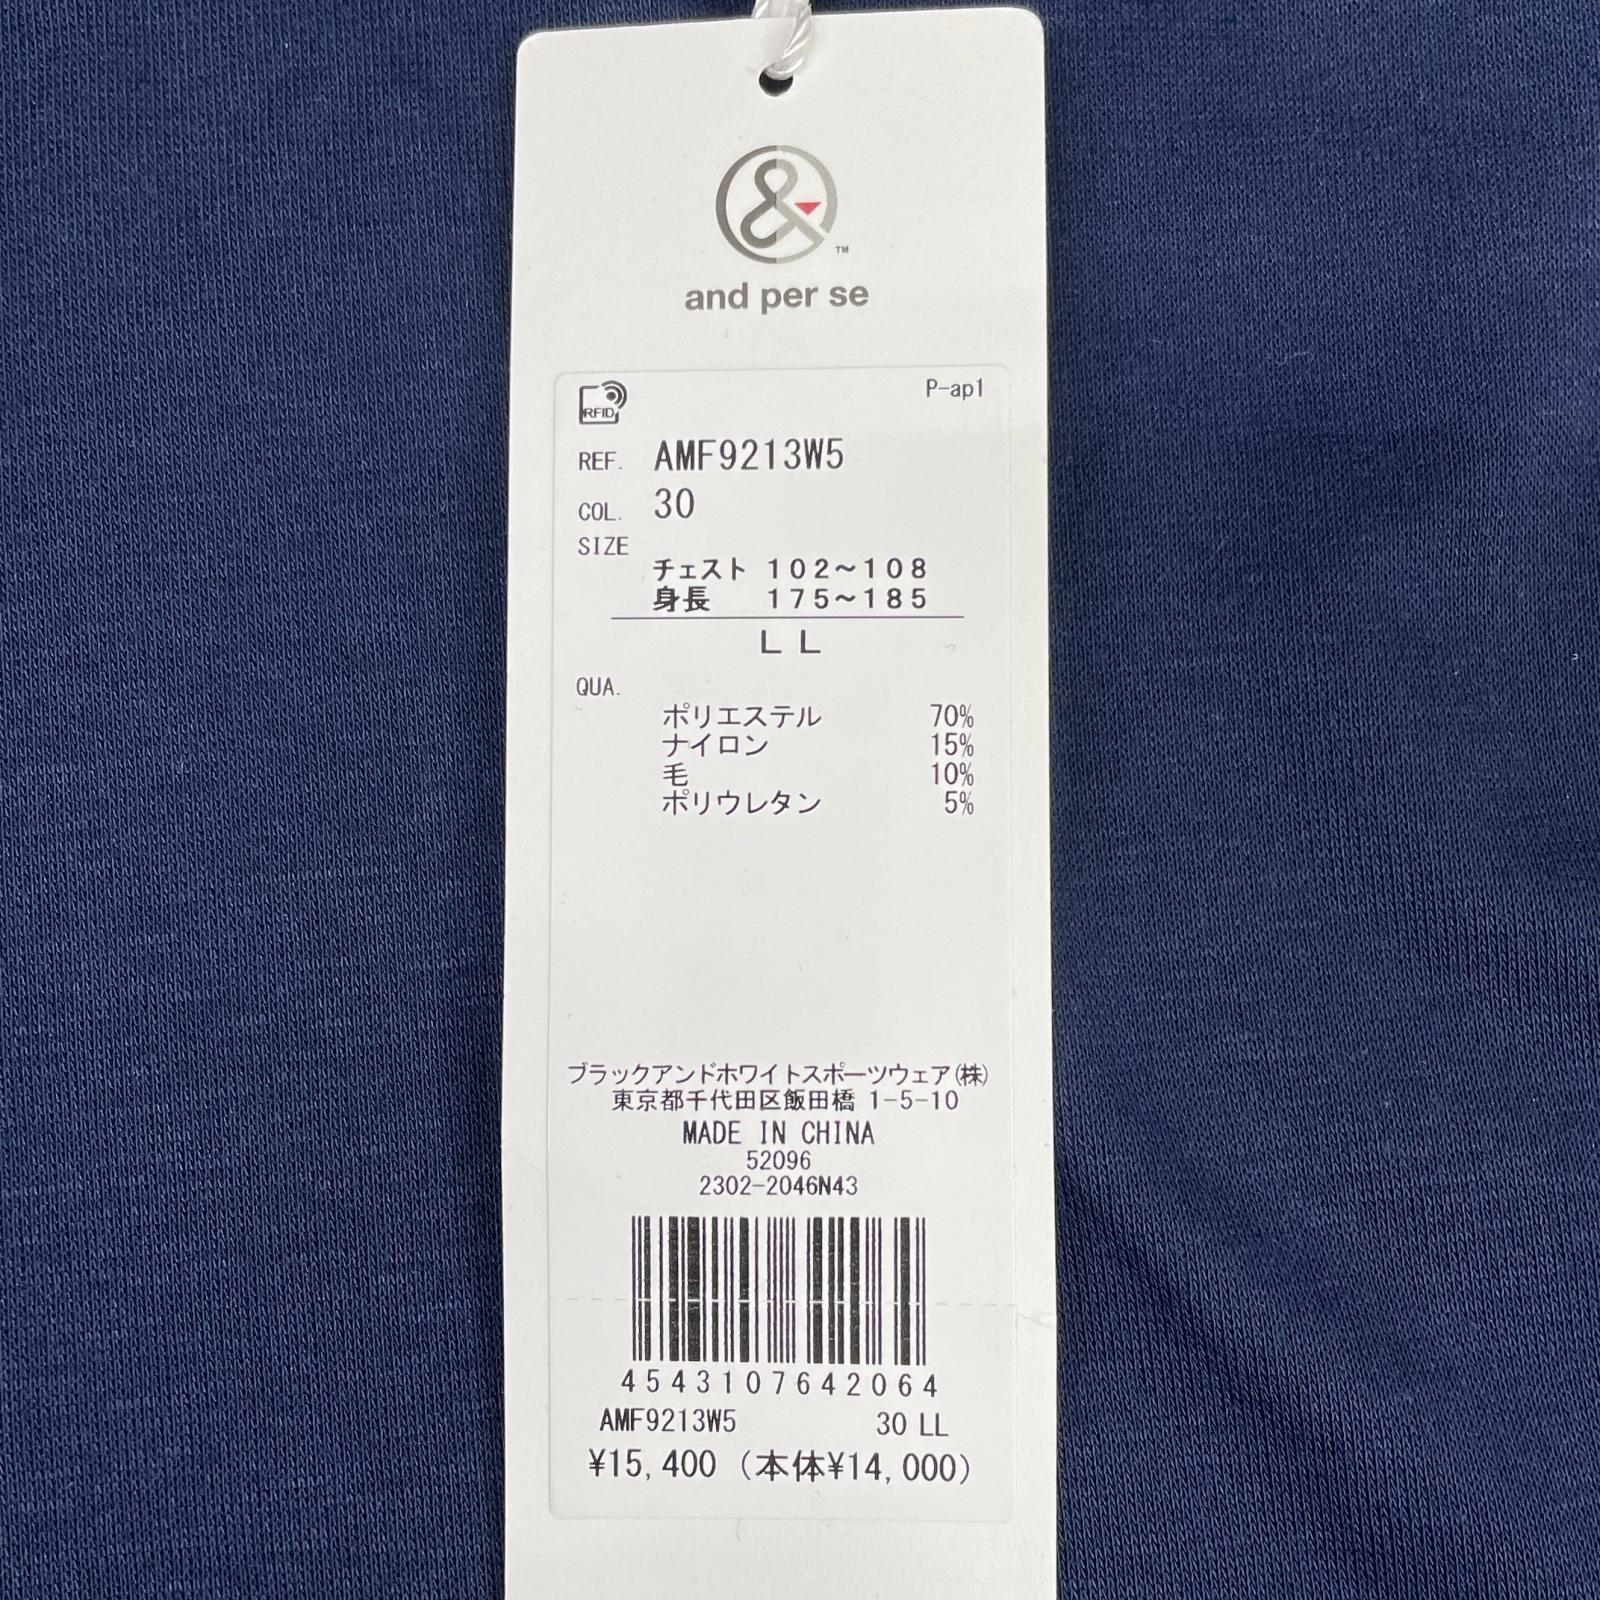 &
TM
and per se
RFID
P-ap1
REF. AMF9213W5
COL. 30
SIZE
チェスト 102～108
身長 175～185
LL
QUA.
ポリエステル 70%
ナイロン 15%
毛 10%
ポリウレタン 5%
ブラックアンドホワイトスポーツウェア(株)
東京都千代田区飯田橋 1-5-10
MADE IN CHINA
52096
2302-2046N43
4543107642064
AMF9213W5 30 LL
¥15,400 (本体¥14,000)